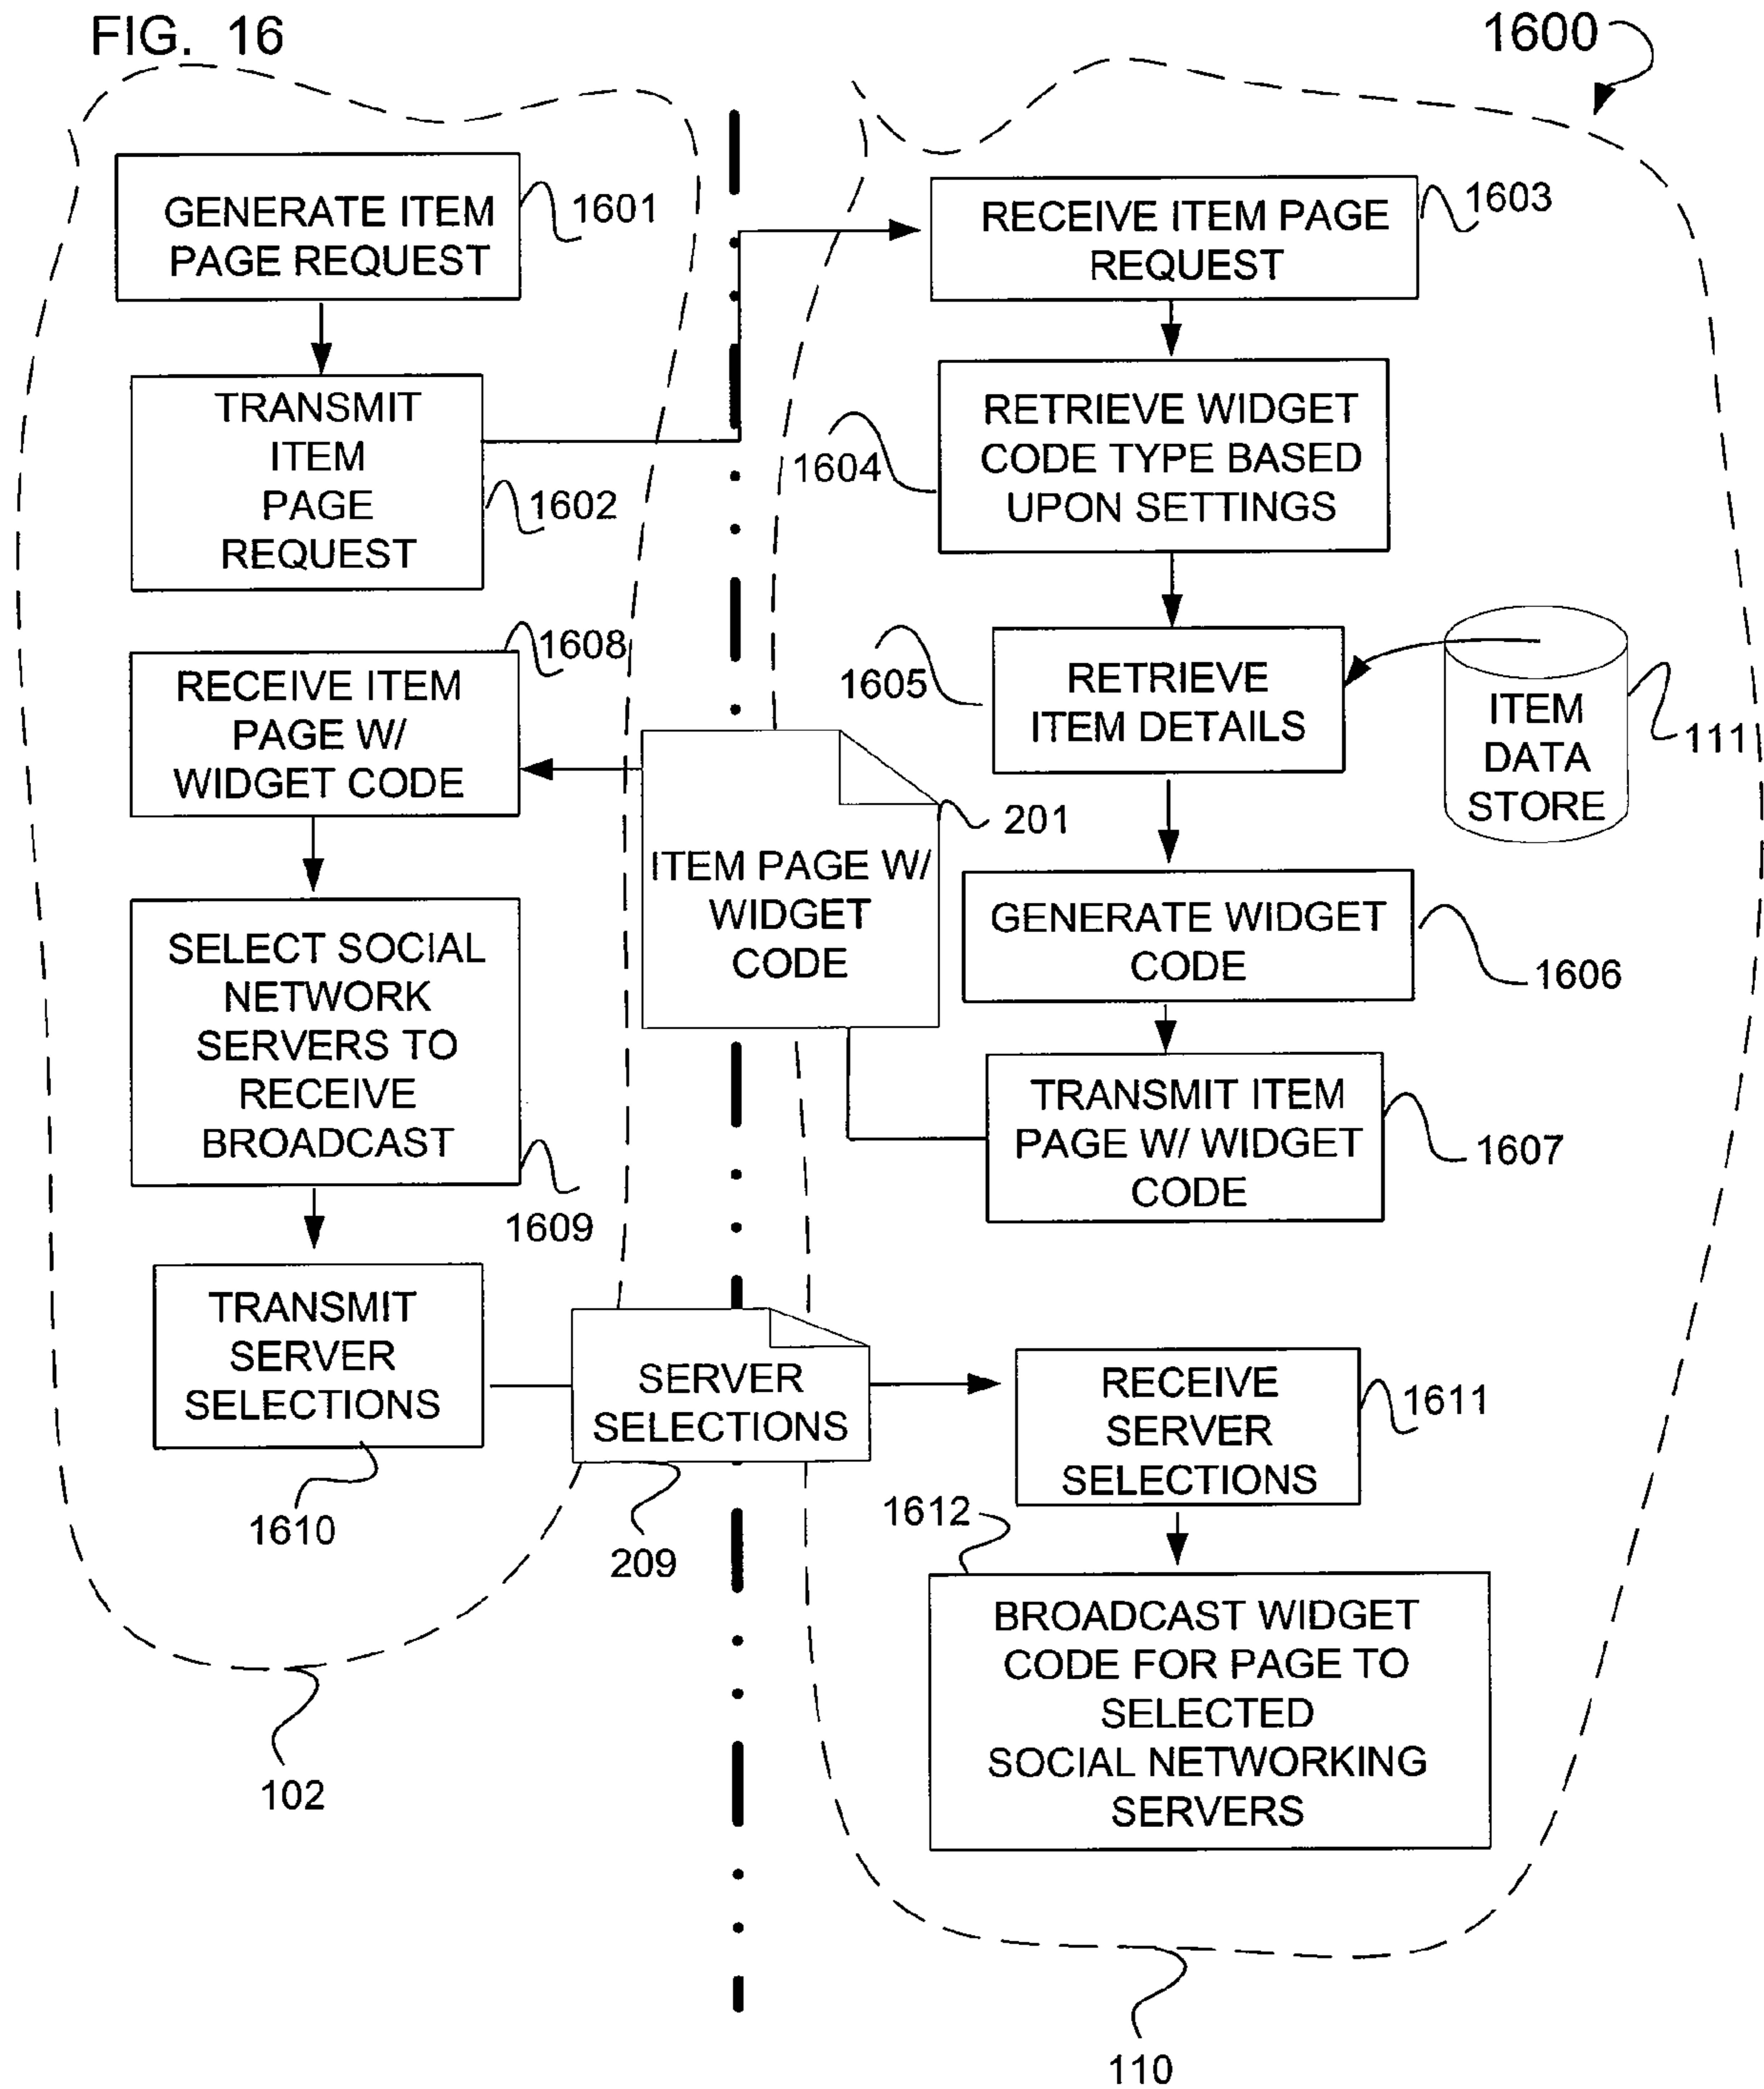 FIG. 16
1600
GENERATE ITEM
PAGE REQUEST
1601
TRANSMIT
ITEM
PAGE
REQUEST
1602
RECEIVE ITEM PAGE
REQUEST
1603
RETRIEVE WIDGET
CODE TYPE BASED
UPON SETTINGS
1604
RETRIEVE
ITEM DETAILS
1605
ITEM
DATA
STORE
111
GENERATE WIDGET
CODE
1606
TRANSMIT ITEM
PAGE W/ WIDGET
CODE
1607
ITEM PAGE W/
WIDGET
CODE
201
RECEIVE ITEM
PAGE W/
WIDGET CODE
1608
SELECT SOCIAL
NETWORK
SERVERS TO
RECEIVE
BROADCAST
1609
TRANSMIT
SERVER
SELECTIONS
1610
SERVER
SELECTIONS
209
RECEIVE
SERVER
SELECTIONS
1611
1612
BROADCAST WIDGET
CODE FOR PAGE TO
SELECTED
SOCIAL NETWORKING
SERVERS
102
110